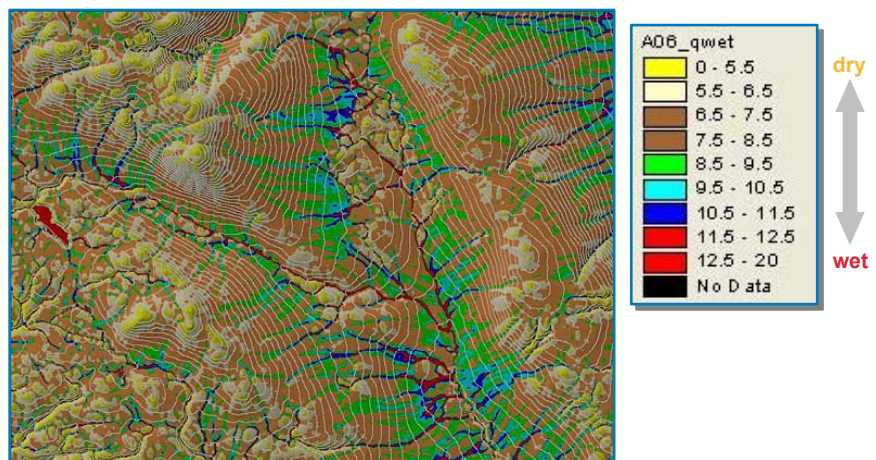 A06_qwet
0 - 5.5
5.5 - 6.5
6.5 - 7.5
7.5 - 8.5
8.5 - 9.5
9.5 - 10.5
10.5 - 11.5
11.5 - 12.5
12.5 - 20
No Data
dry
wet